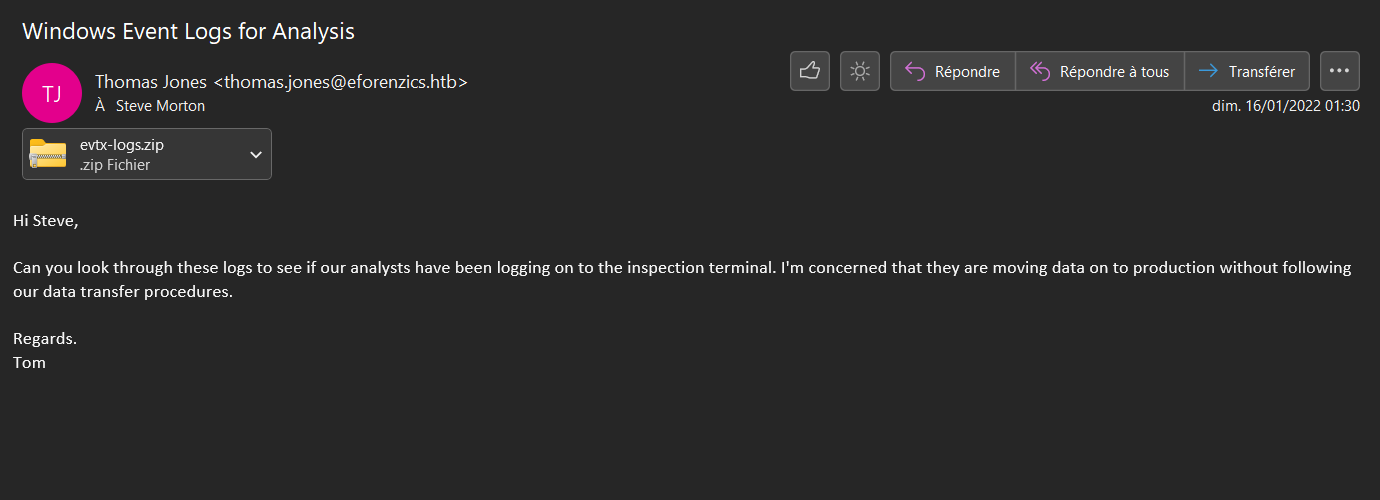 Windows Event Logs for Analysis
TJ
Thomas Jones <thomas.jones@eforenzics.htb>
À Steve Morton
Répondre
Répondre à tous
Transférer
dim. 16/01/2022 01:30
evtx-logs.zip
.zip Fichier
Hi Steve,
Can you look through these logs to see if our analysts have been logging on to the inspection terminal. I'm concerned that they are moving data on to production without following
our data transfer procedures.
Regards.
Tom